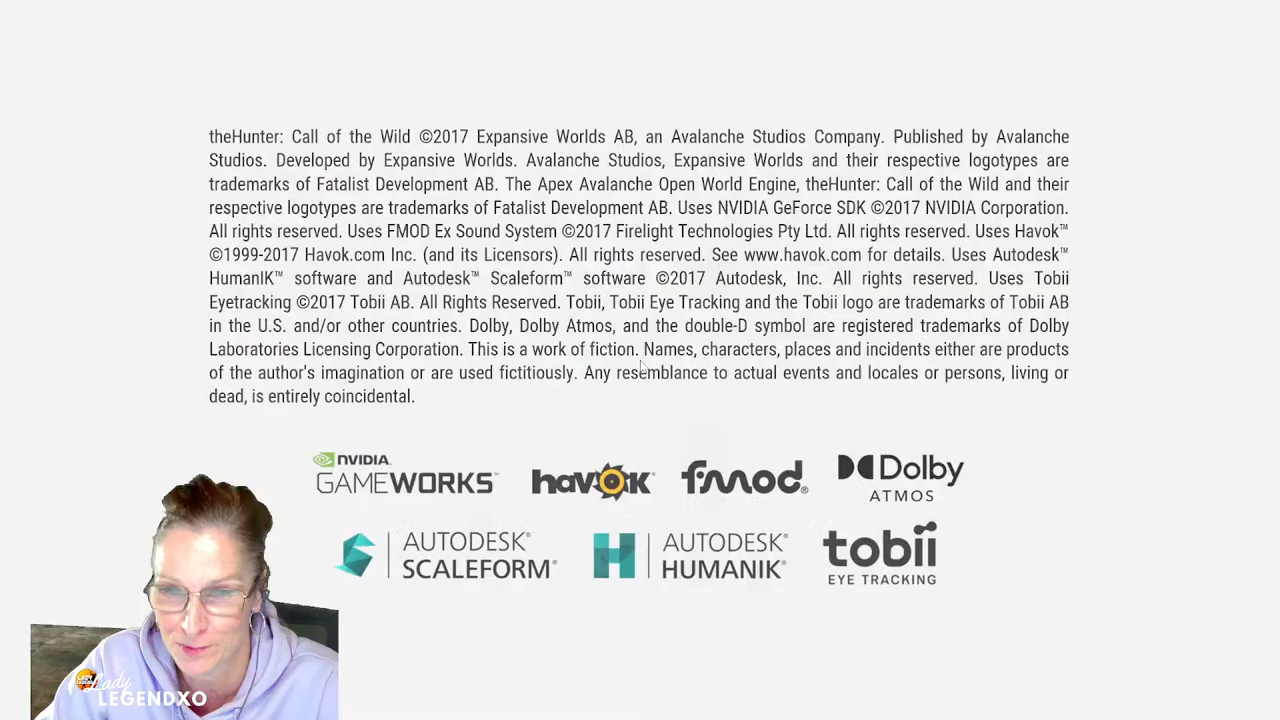 theHunter: Call of the Wild ©2017 Expansive Worlds AB, an Avalanche Studios Company. Published by Avalanche
Studios. Developed by Expansive Worlds. Avalanche Studios, Expansive Worlds and their respective logotypes are
trademarks of Fatalist Development AB. The Apex Avalanche Open World Engine, theHunter: Call of the Wild and their
respective logotypes are trademarks of Fatalist Development AB. Uses NVIDIA GeForce SDK ©2017 NVIDIA Corporation.
All rights reserved. Uses FMOD Ex Sound System ©2017 Firelight Technologies Pty Ltd. All rights reserved. Uses Havok™
©1999-2017 Havok.com Inc. (and its Licensors). All rights reserved. See www.havok.com for details. Uses Autodesk™
HumanIK™ software and Autodesk™ Scaleform™ software ©2017 Autodesk, Inc. All rights reserved. Uses Tobii
Eyetracking ©2017 Tobii AB. All Rights Reserved. Tobii, Tobii Eye Tracking and the Tobii logo are trademarks of Tobii AB
in the U.S. and/or other countries. Dolby, Dolby Atmos, and the double-D symbol are registered trademarks of Dolby
Laboratories Licensing Corporation. This is a work of fiction. Names, characters, places and incidents either are products
of the author's imagination or are used fictitiously. Any resemblance to actual events and locales or persons, living or
dead, is entirely coincidental.
NVIDIA.
GAMEWORKS™
havok®
fmod®
Dolby
ATMOS
AUTODESK®
SCALEFORM®
AUTODESK®
HUMANIK®
tobii
EYE TRACKING
Lady
LEGENDXO